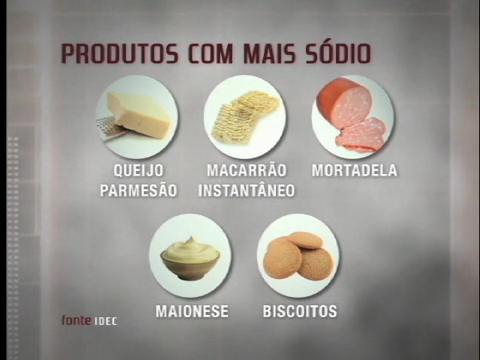 PRODUTOS COM MAIS SÓDIO
QUEIJO
PARMESÃO
MACARRÃO
INSTANTÂNEO
MORTADELA
MAIONESE
BISCOITOS
fonte IDEC